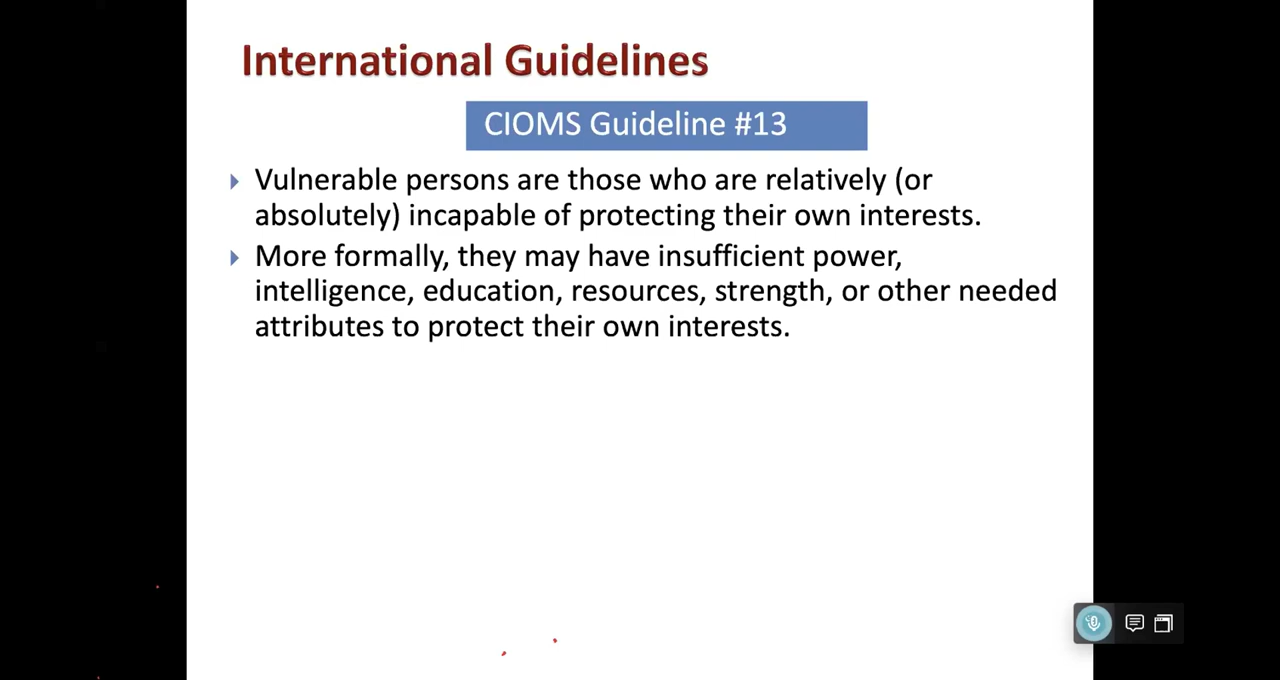 International Guidelines
CIOMS Guideline #13
Vulnerable persons are those who are relatively (or
absolutely) incapable of protecting their own interests.
More formally, they may have insufficient power,
intelligence, education, resources, strength, or other needed
attributes to protect their own interests.